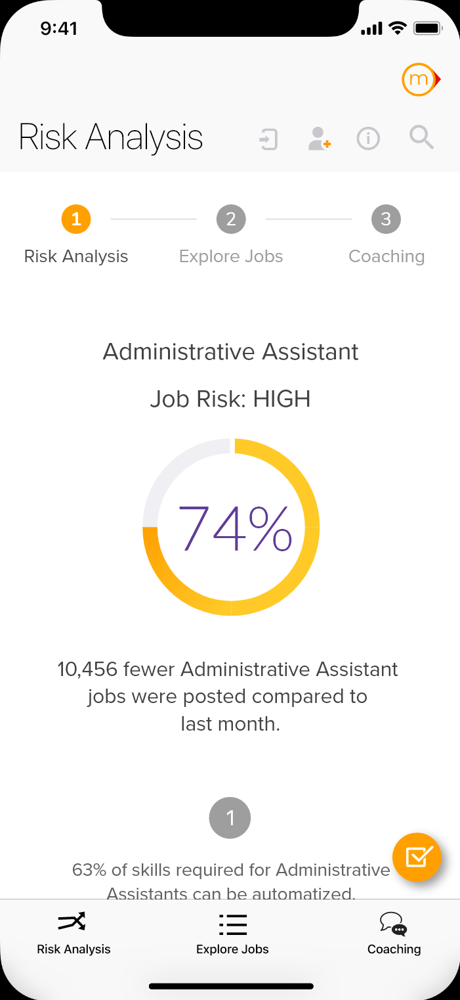 9:41
m
Risk Analysis
1
2
3
Risk Analysis
Explore Jobs
Coaching
Administrative Assistant
Job Risk: HIGH
74%
10,456 fewer Administrative Assistant
jobs were posted compared to
last month.
1
63% of skills required for Administrative
Assistants can be automatized.
Risk Analysis
Explore Jobs
Coaching